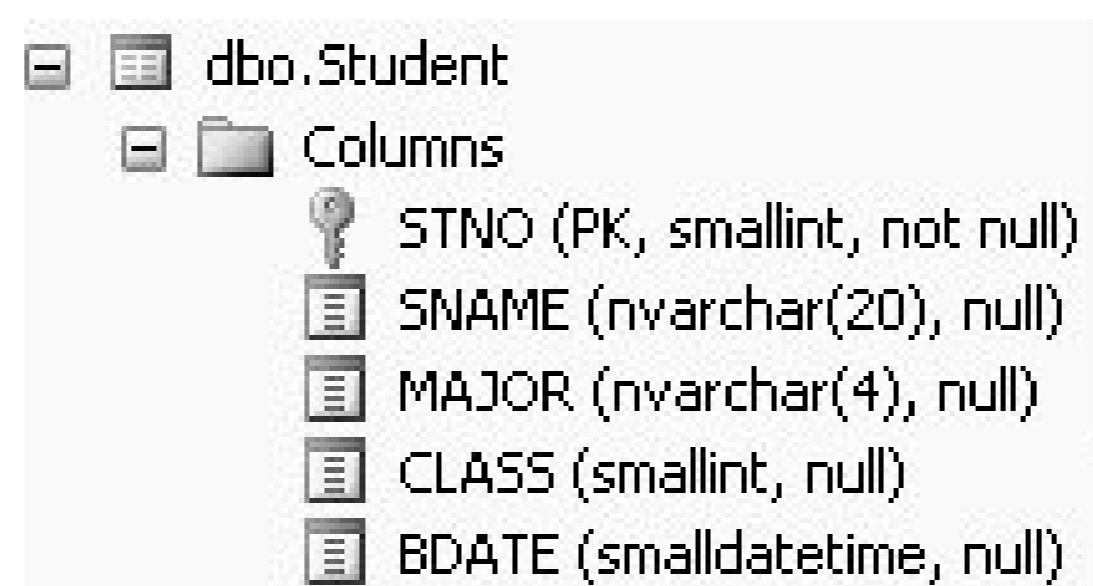 dbo.Student
Columns
STNO (PK, smallint, not null)
SNAME (nvarchar(20), null)
MAJOR (nvarchar(4), null)
CLASS (smallint, null)
BDATE (smalldatetime, null)